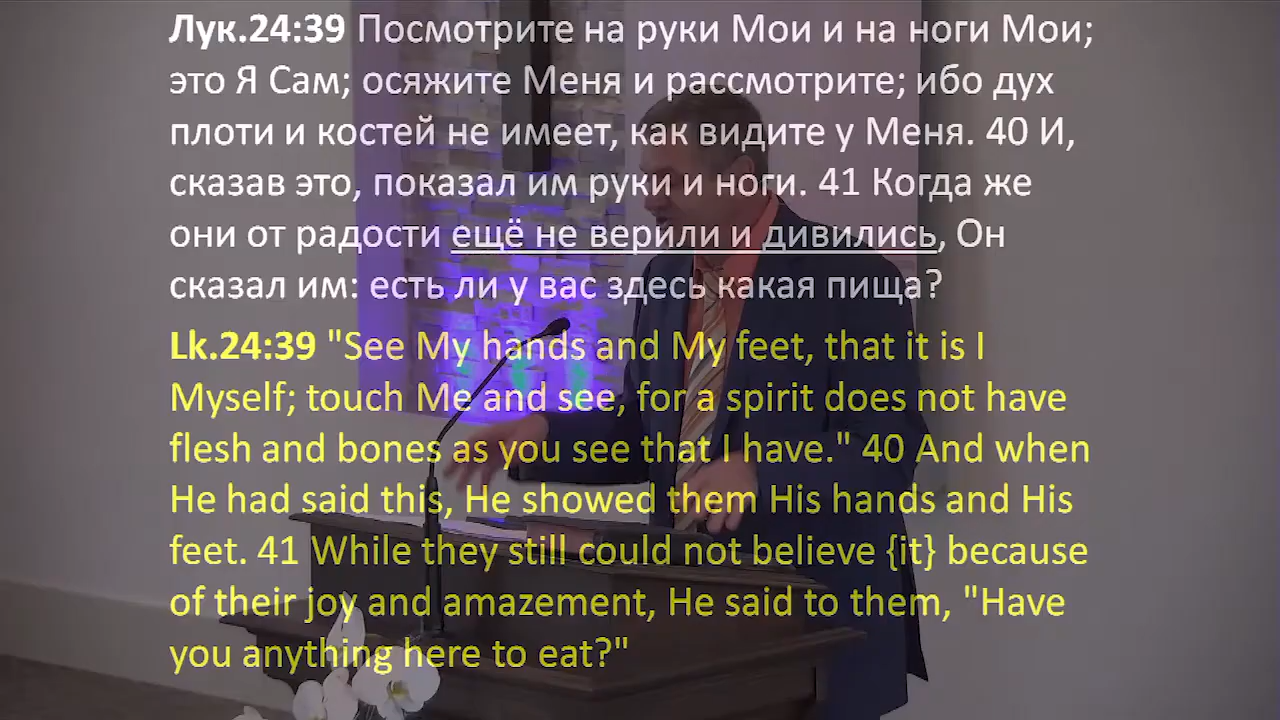 Лук.24:39 Посмотрите на руки Мои и на ноги Мои;
это Я Сам; осяжите Меня и рассмотрите; ибо дух
плоти и костей не имеет, как видите у Меня. 40 И,
сказав это, показал им руки и ноги. 41 Когда же
они от радости ещё не верили и дивились, Он
сказал им: есть ли у вас здесь какая пища?
Lk.24:39 "See My hands and My feet, that it is I
Myself; touch Me and see, for a spirit does not have
flesh and bones as you see that I have." 40 And when
He had said this, He showed them His hands and His
feet. 41 While they still could not believe {it} because
of their joy and amazement, He said to them, "Have
you anything here to eat?"